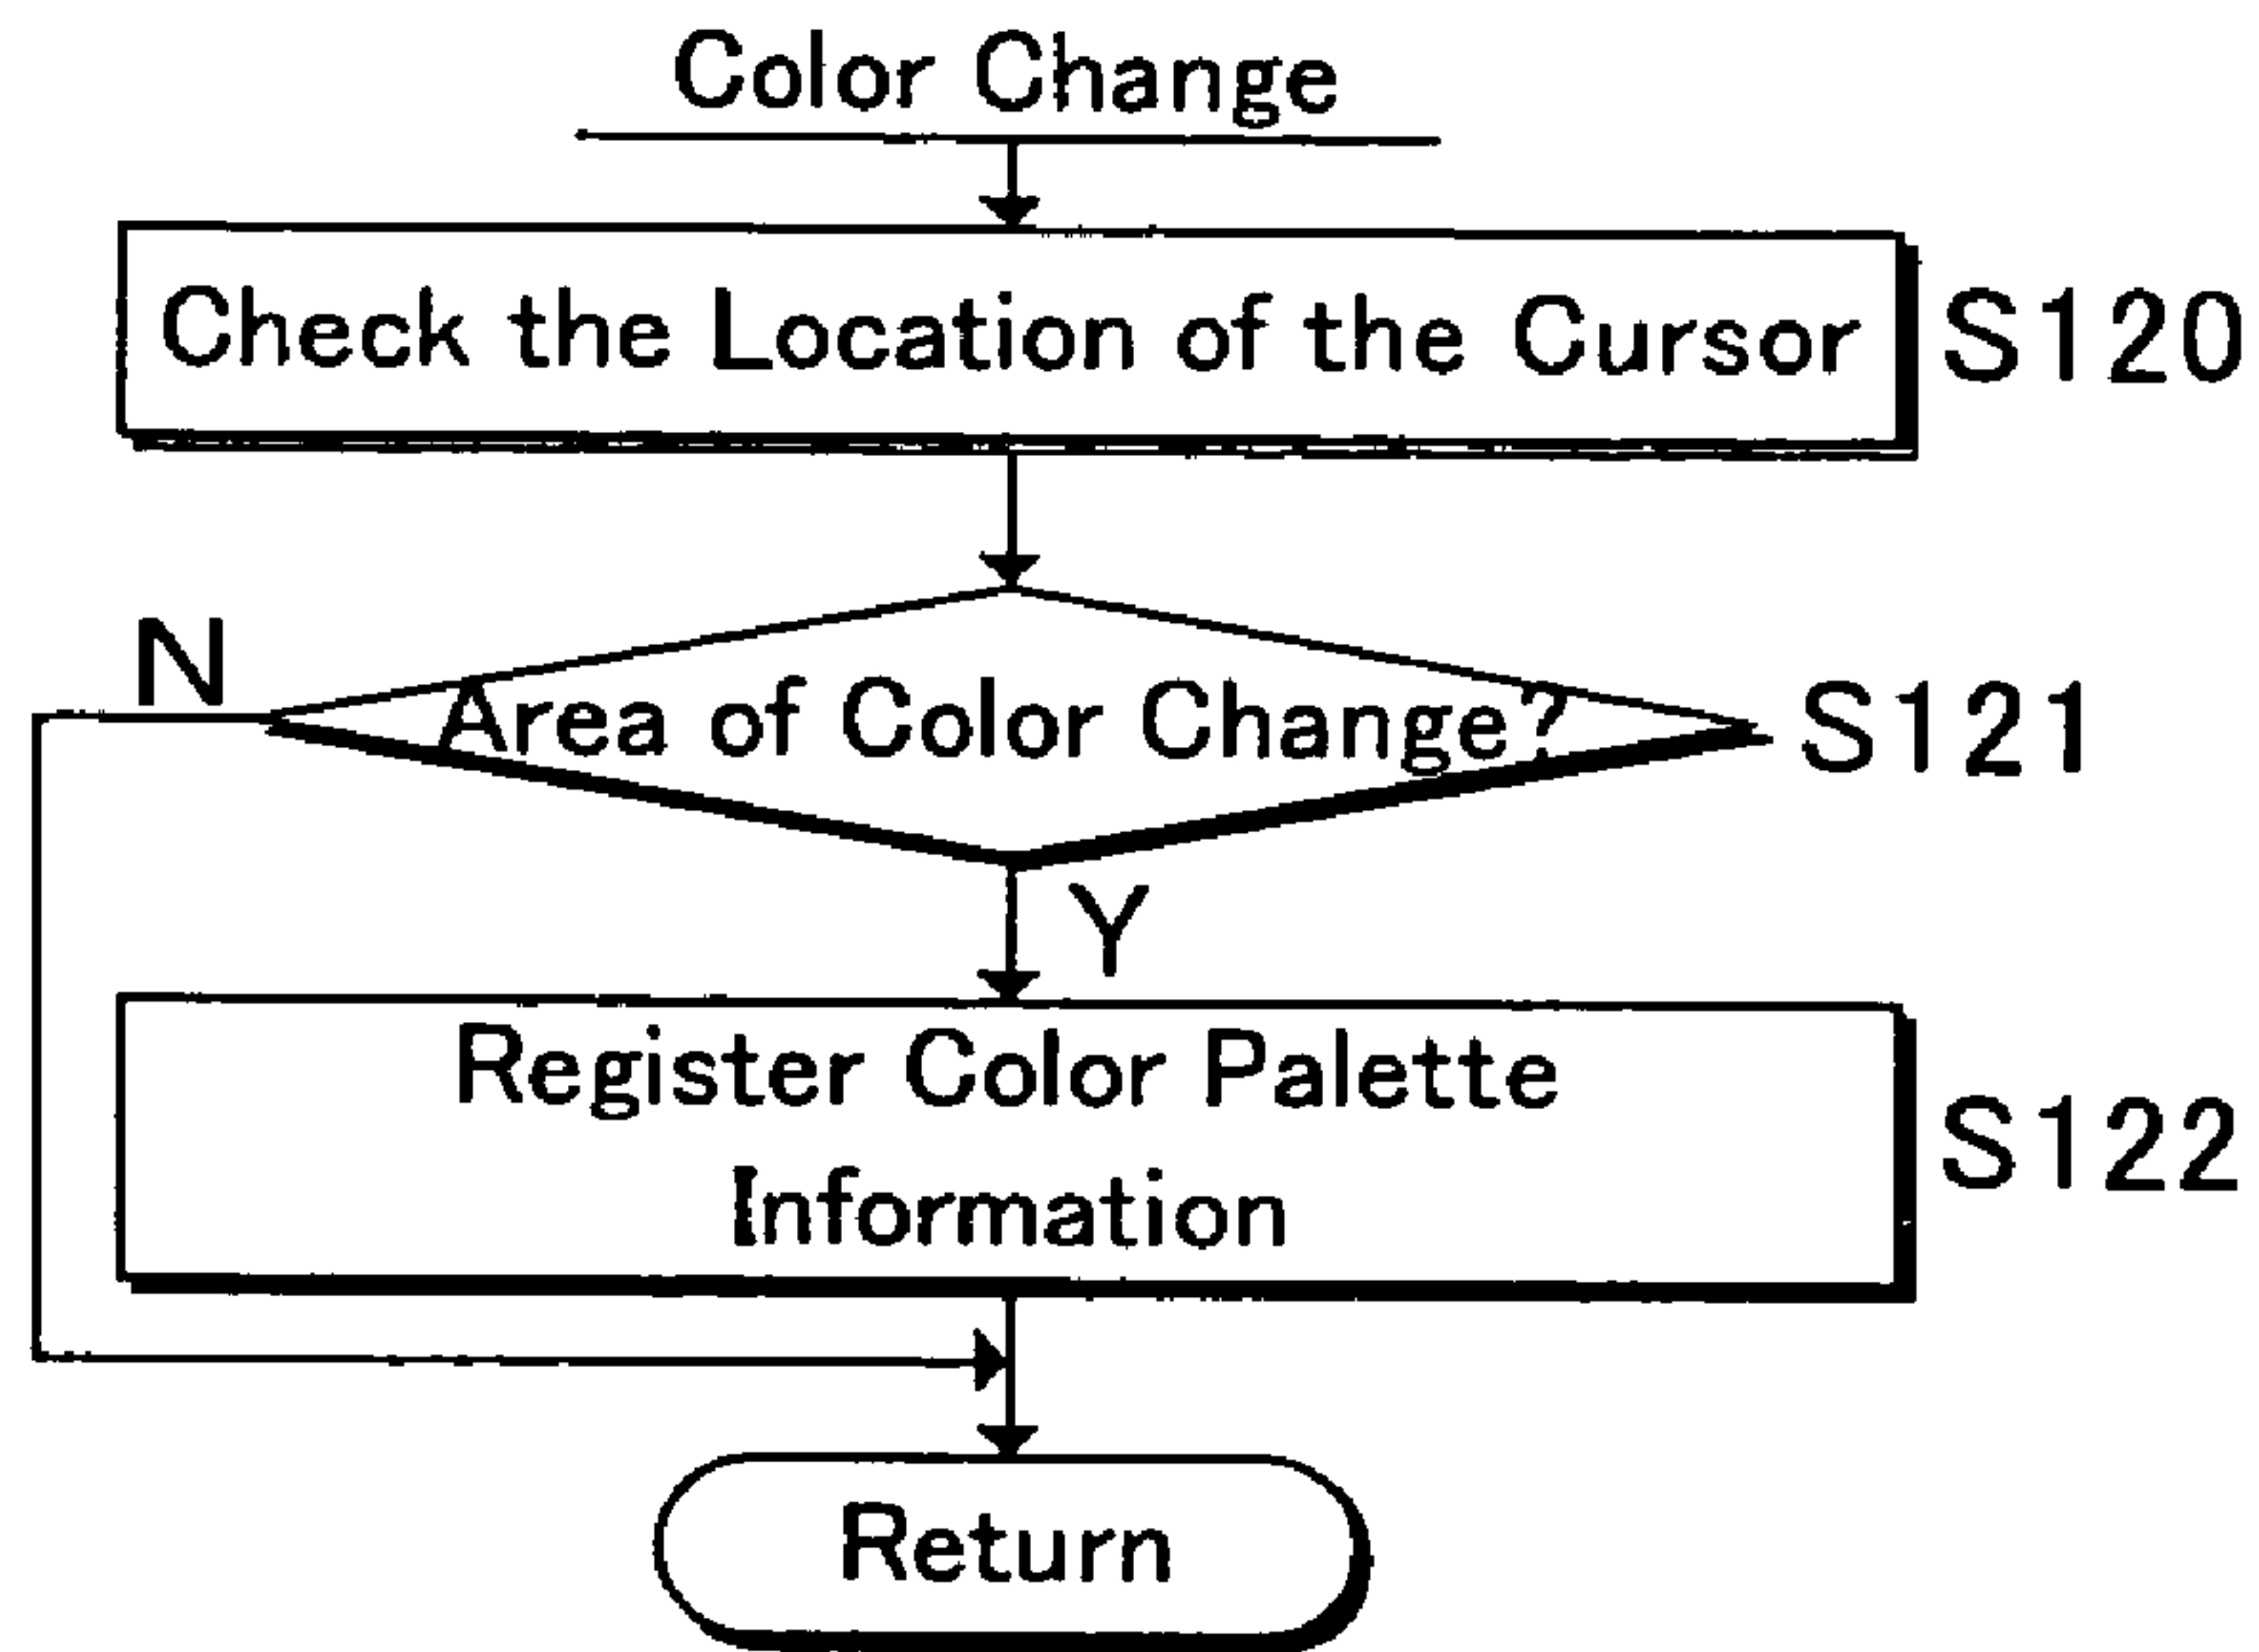 Color Change
Check the Location of the Cursor
S120
N
Area of Color Change?
S121
Y
Register Color Palette
Information
S122
Return